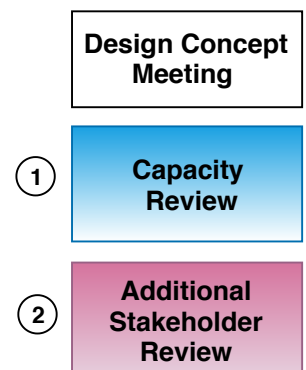 Design Concept
Meeting
1
Capacity
Review
2
Additional
Stakeholder
Review